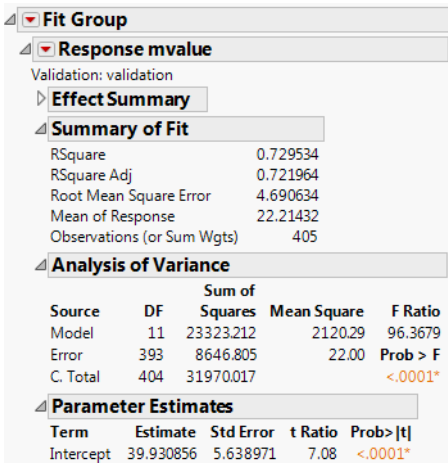 Fit Group
Response mvalue
Validation: validation
Effect Summary
Summary of Fit
RSquare 0.729534
RSquare Adj 0.721964
Root Mean Square Error 4.690634
Mean of Response 22.21432
Observations (or Sum Wgts) 405
Analysis of Variance
Sum of
Source DF Squares Mean Square F Ratio
Model 11 23323.212 2120.29 96.3679
Error 393 8646.805 22.00 Prob > F
C. Total 404 31970.017 <.0001*
Parameter Estimates
Term Estimate Std Error t Ratio Prob>|t|
Intercept 39.930856 5.638971 7.08 <.0001*